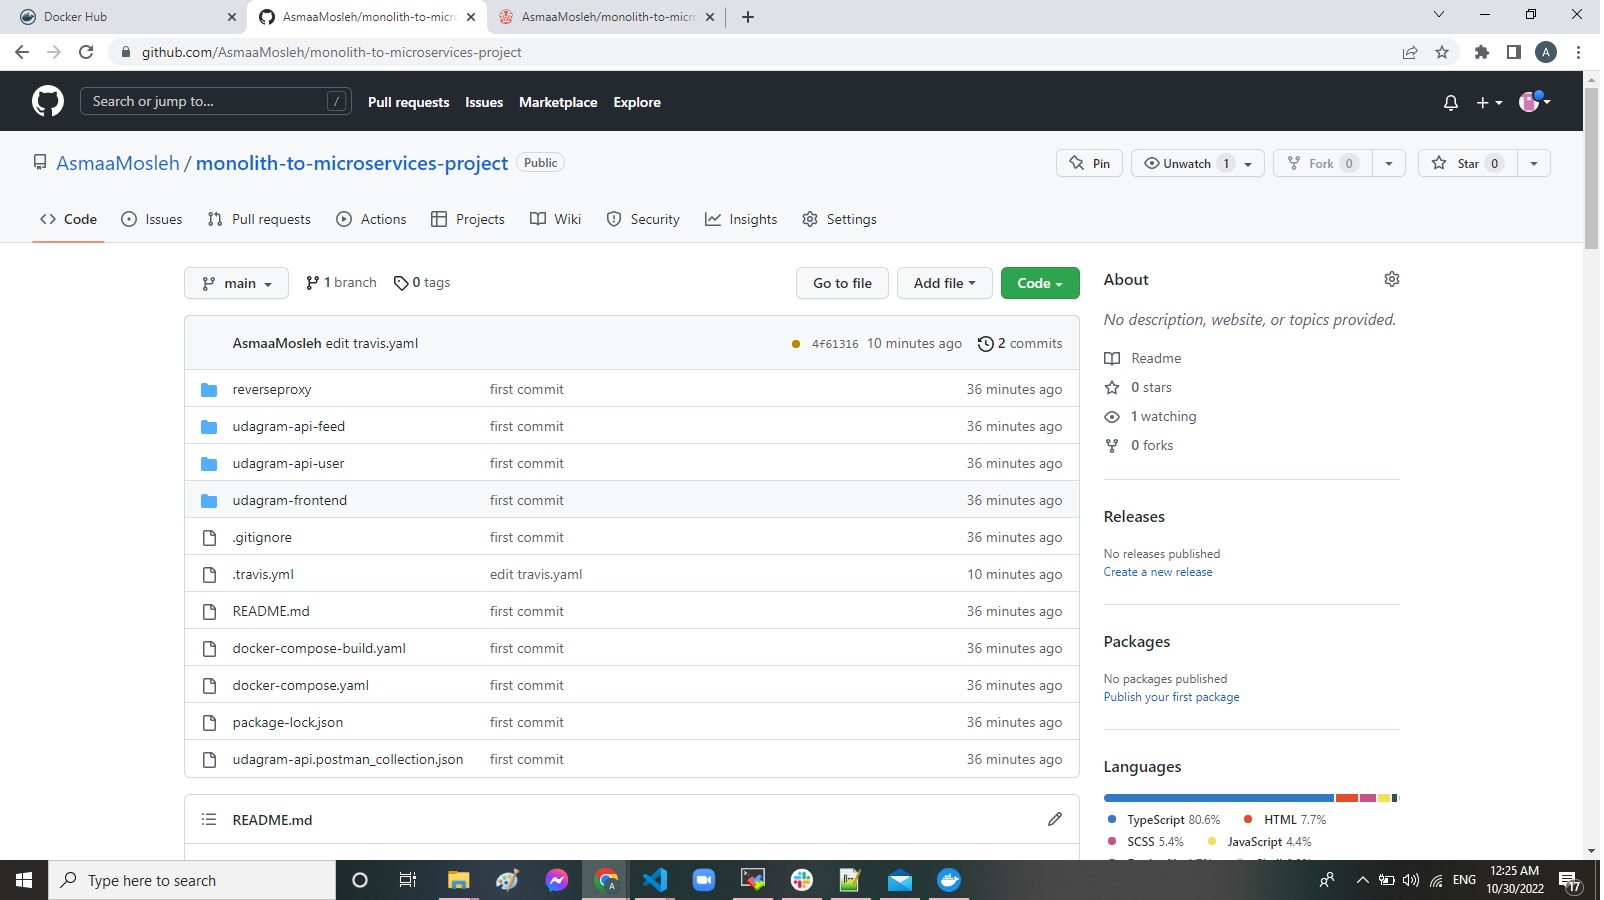 Docker Hub
AsmaaMosleh/monolith-to-micro
AsmaaMosleh/monolith-to-mic
github.com/AsmaaMosleh/monolith-to-microservices-project
A
Search or jump to... /
Pull requests Issues Marketplace Explore
AsmaaMosleh / monolith-to-microservices-project Public
Pin Unwatch 1 Fork 0 Star 0
Code Issues Pull requests Actions Projects Wiki Security Insights Settings
main 1 branch 0 tags Go to file Add file Code
AsmaaMosleh edit travis.yaml 4f61316 10 minutes ago 2 commits
reverseproxy first commit 36 minutes ago
udagram-api-feed first commit 36 minutes ago
udagram-api-user first commit 36 minutes ago
udagram-frontend first commit 36 minutes ago
.gitignore first commit 36 minutes ago
.travis.yml edit travis.yaml 10 minutes ago
README.md first commit 36 minutes ago
docker-compose-build.yaml first commit 36 minutes ago
docker-compose.yaml first commit 36 minutes ago
package-lock.json first commit 36 minutes ago
udagram-api.postman_collection.json first commit 36 minutes ago
README.md
About
No description, website, or topics provided.
Readme
0 stars
1 watching
0 forks
Releases
No releases published
Create a new release
Packages
No packages published
Publish your first package
Languages
TypeScript 80.6% HTML 7.7%
SCSS 5.4% JavaScript 4.4%
Type here to search
A
ENG
12:25 AM
10/30/2022
17